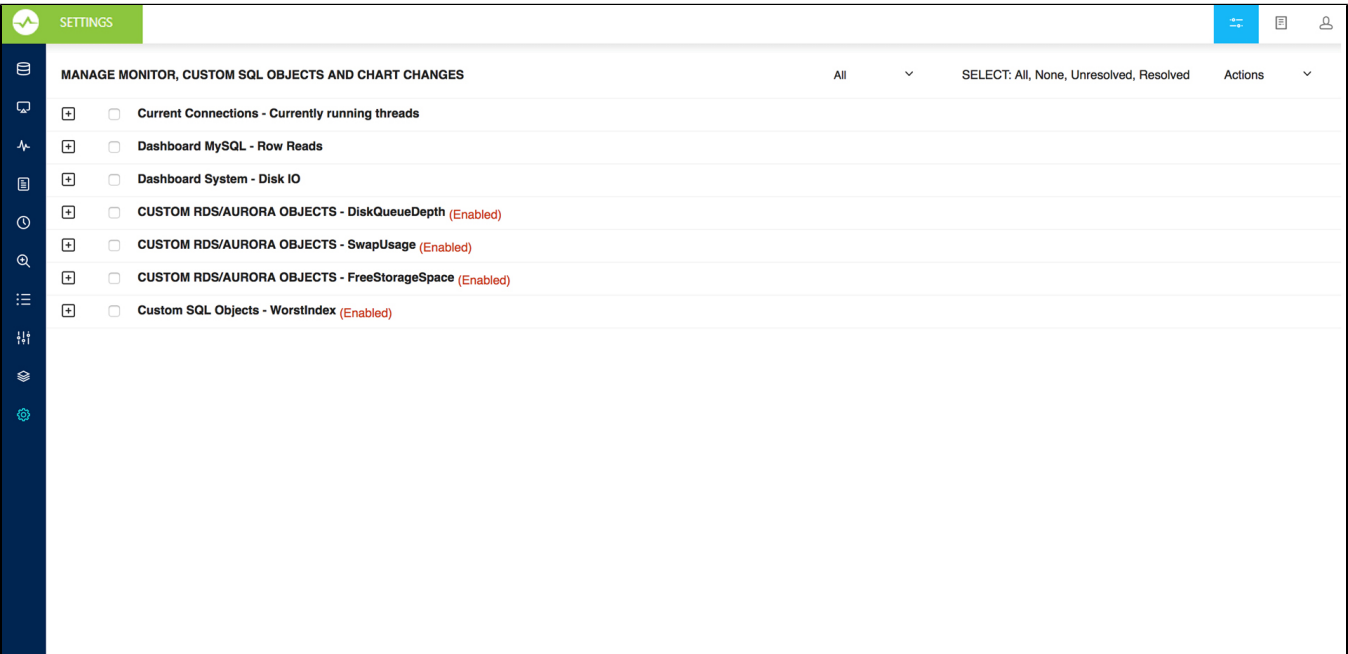 SETTINGS
MANAGE MONITOR, CUSTOM SQL OBJECTS AND CHART CHANGES All SELECT: All, None, Unresolved, Resolved Actions
Current Connections - Currently running threads
Dashboard MySQL - Row Reads
Dashboard System - Disk IO
CUSTOM RDS/AURORA OBJECTS - DiskQueueDepth (Enabled)
CUSTOM RDS/AURORA OBJECTS - SwapUsage (Enabled)
CUSTOM RDS/AURORA OBJECTS - FreeStorageSpace (Enabled)
Custom SQL Objects - WorstIndex (Enabled)